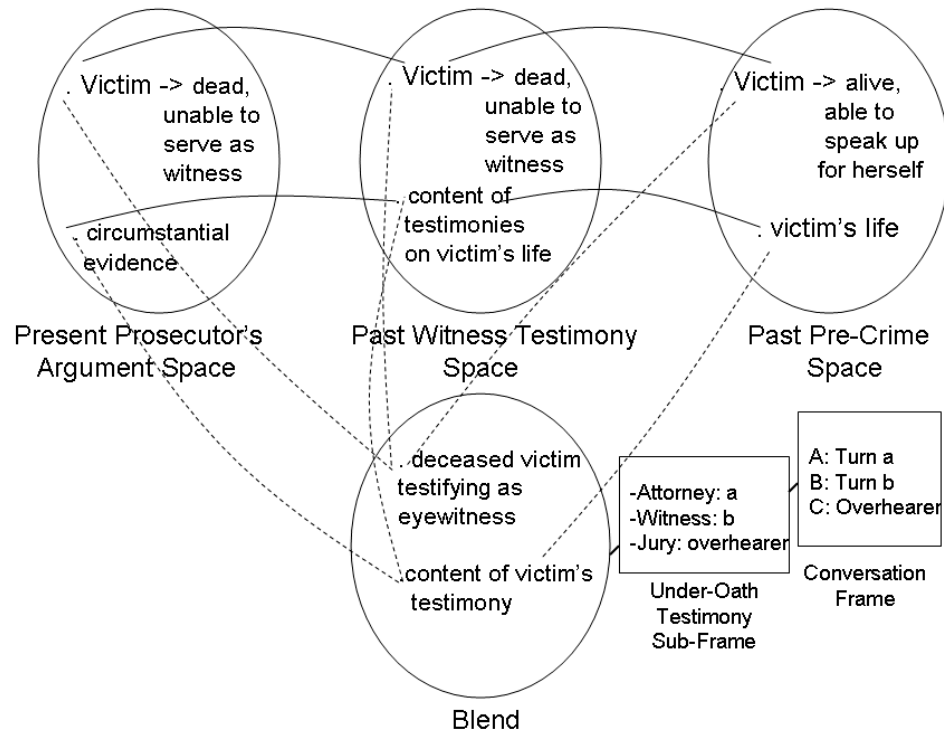 . Victim -> dead,
unable to
serve as
witness
. circumstantial
evidence
Present Prosecutor's
Argument Space
. Victim -> dead,
unable to
serve as
witness
. content of
testimonies
on victim's life
Past Witness Testimony
Space
. Victim -> alive,
able to
speak up
for herself
. victim's life
Past Pre-Crime
Space
. deceased victim
testifying as
eyewitness
.content of victim's
testimony
Blend
-Attorney: a
-Witness: b
-Jury: overhearer
Under-Oath
Testimony
Sub-Frame
A: Turn a
B: Turn b
C: Overhearer
Conversation
Frame